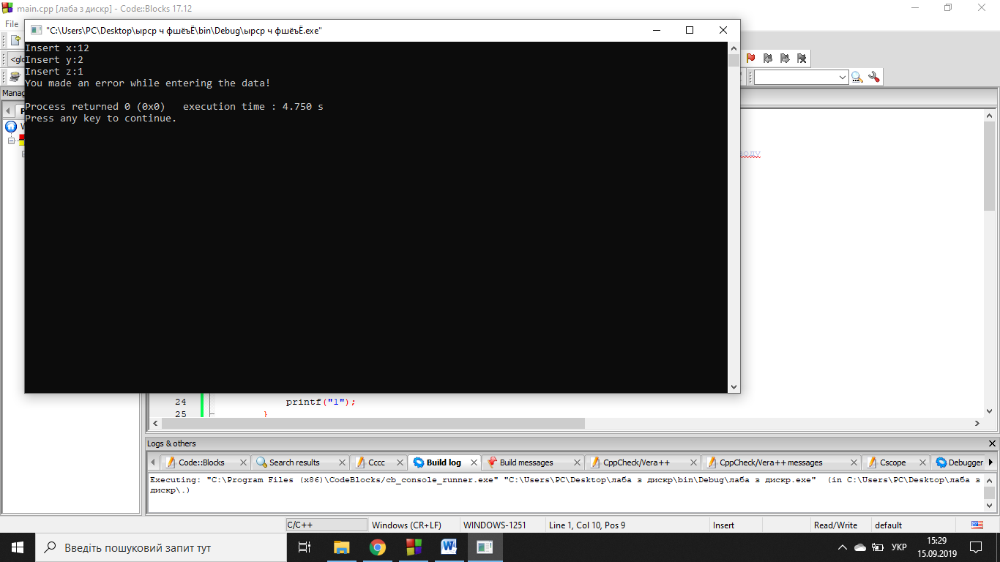 main.cpp [лаба з дискр] - Code::Blocks 17.12
File
"C:\Users\PC\Desktop\ырср ч фшёъЁ\bin\Debug\ырср ч фшёъЁ.exe"
Insert x:12
Insert y:2
Insert z:1
You made an error while entering the data!
Process returned 0 (0x0)   execution time : 4.750 s
Press any key to continue.
<glo
Manag
24 printf("1");
25 }
Logs & others
Code::Blocks Search results Cccc Build log Build messages CppCheck/Vera++ CppCheck/Vera++ messages Cscope Debugger
Executing: "C:\Program Files (x86)\CodeBlocks/cb_console_runner.exe" "C:\Users\PC\Desktop\лаба з дискр\bin\Debug\лаба з дискр.exe"  (in C:\Users\PC\Desktop\лаба з
дискр\.)
C/C++ Windows (CR+LF) WINDOWS-1251 Line 1, Col 10, Pos 9 Insert Read/Write default
Введіть пошуковий запит тут
УКР
15:29
15.09.2019